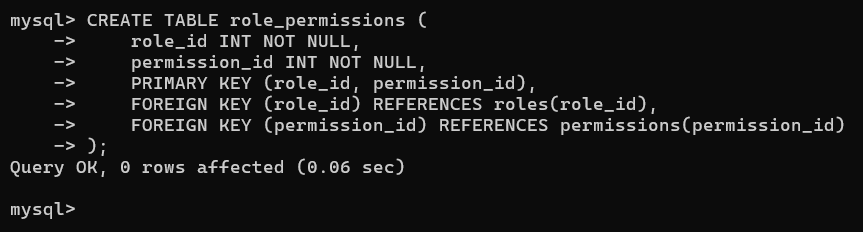 mysql> CREATE TABLE role_permissions (
    ->     role_id INT NOT NULL,
    ->     permission_id INT NOT NULL,
    ->     PRIMARY KEY (role_id, permission_id),
    ->     FOREIGN KEY (role_id) REFERENCES roles(role_id),
    ->     FOREIGN KEY (permission_id) REFERENCES permissions(permission_id)
    -> );
Query OK, 0 rows affected (0.06 sec)
mysql>